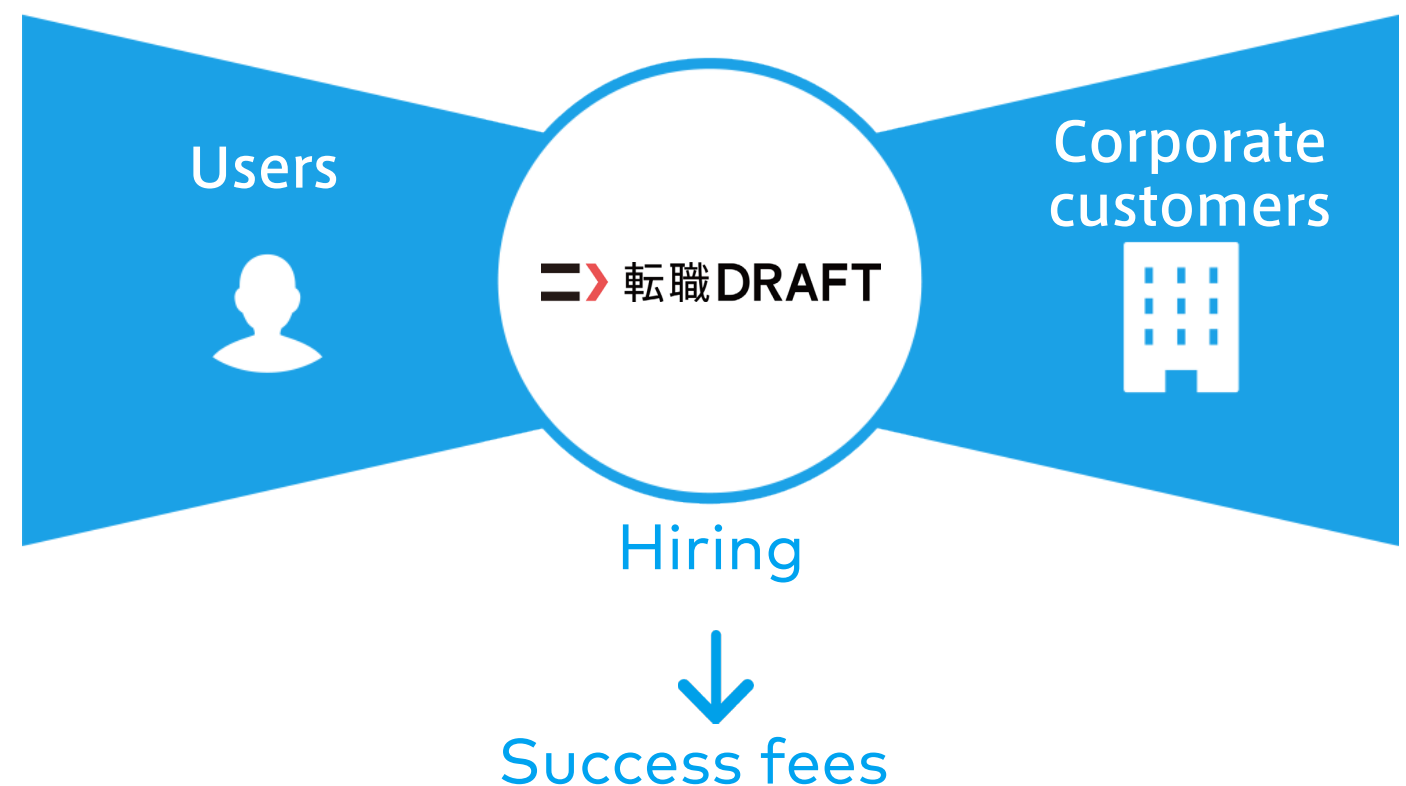 Users
Corporate
customers
転職DRAFT
Hiring
Success fees